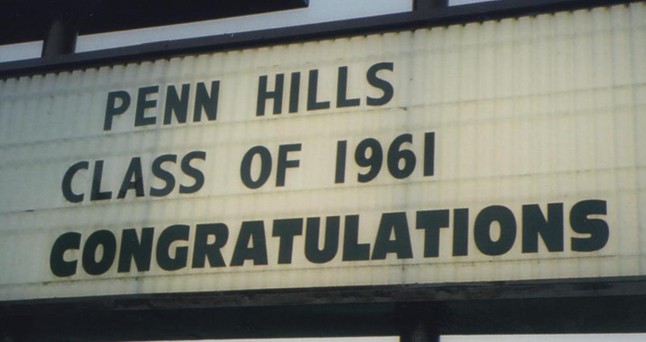 PENN HILLS
CLASS OF 1961
CONGRATULATIONS